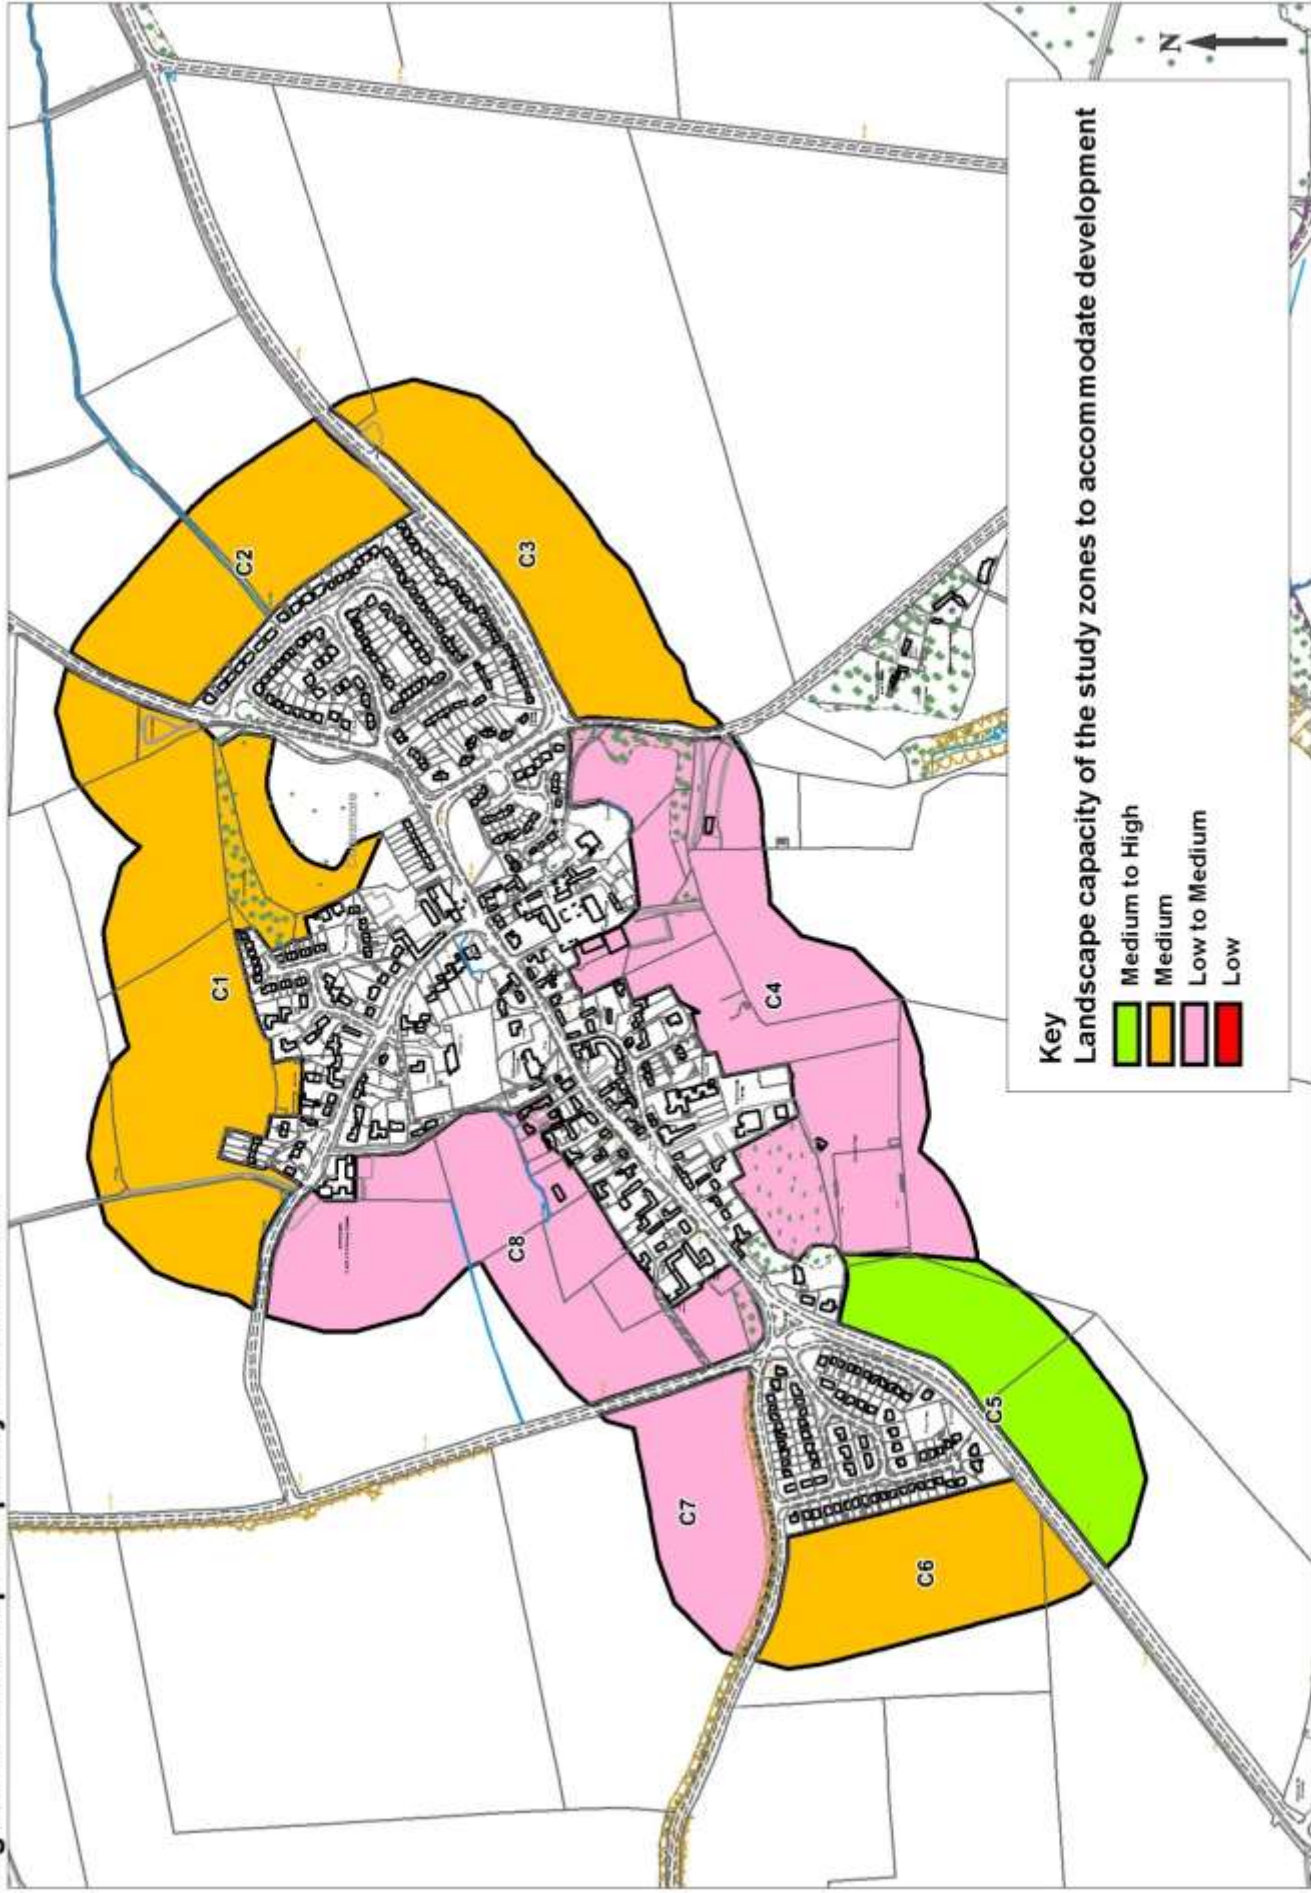 C1
C2
C3
C4
C5
C6
C7
C8
N
Key
Landscape capacity of the study zones to accommodate development
Medium to High
Medium
Low to Medium
Low